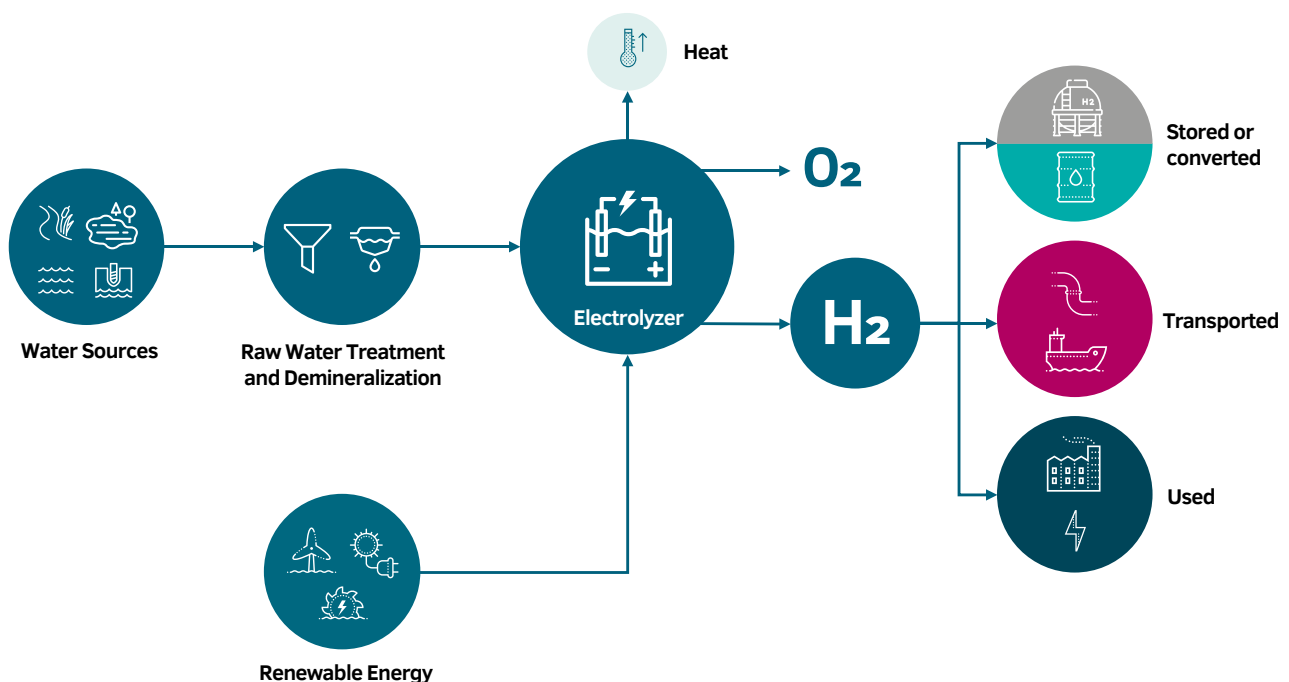 Heat
O2
Stored or
converted
H2
Electrolyzer
H2
Transported
Water Sources
Raw Water Treatment
and Demineralization
Used
Renewable Energy